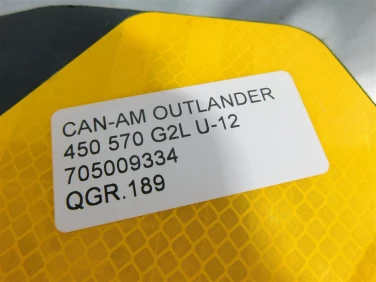 CAN-AM OUTLANDER
450 570 G2L U-12
705009334
QGR.189